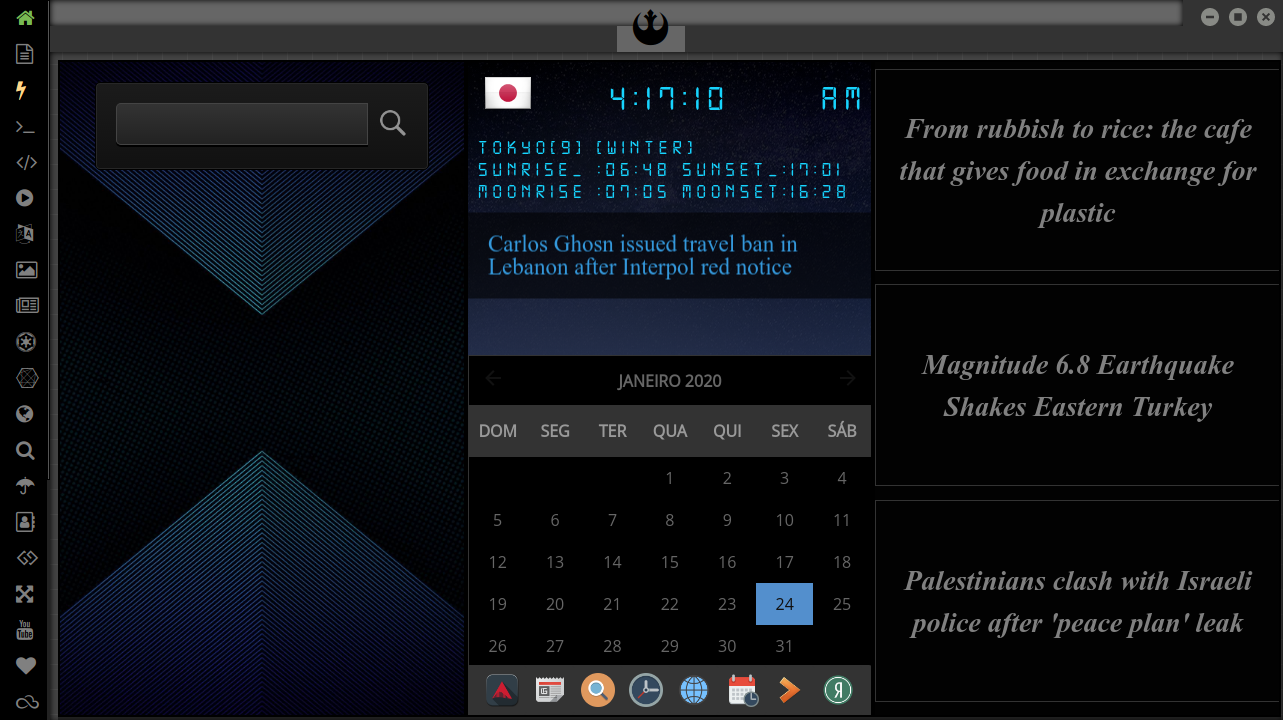 4:17:10 AM
TOKYO[9] [WINTER]
SUNRISE_ :06:48 SUNSET_:17:01
MOONRISE :07:05 MOONSET:16:28
Carlos Ghosn issued travel ban in
Lebanon after Interpol red notice
JANEIRO 2020
DOM SEG TER QUA QUI SEX SÁB
1 2 3 4
5 6 7 8 9 10 11
12 13 14 15 16 17 18
19 20 21 22 23 24 25
26 27 28 29 30 31
From rubbish to rice: the cafe
that gives food in exchange for
plastic
Magnitude 6.8 Earthquake
Shakes Eastern Turkey
Palestinians clash with Israeli
police after 'peace plan' leak
You
Tube
Я